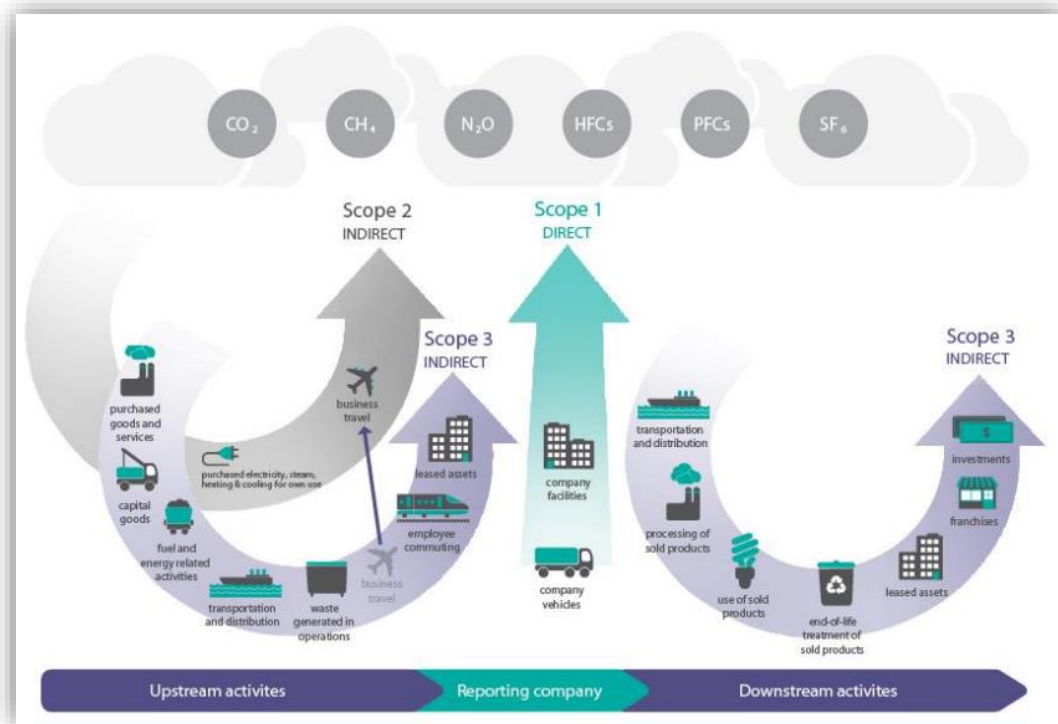 CO₂
CH₄
N₂O
HFCs
PFCs
SF₆
Scope 2
INDIRECT
Scope 1
DIRECT
Scope 3
INDIRECT
Scope 3
INDIRECT
purchased
goods and
services
capital
goods
fuel and
energy related
activities
transportation
and distribution
waste
generated in
operations
business
travel
purchased electricity, steam,
heating & cooling for own use
business
travel
employee
commuting
leased assets
company
facilities
company
vehicles
transportation
and distribution
processing of
sold products
use of sold
products
end-of-life
treatment of
sold products
leased assets
franchises
investments
$
Upstream activites
Reporting company
Downstream activites